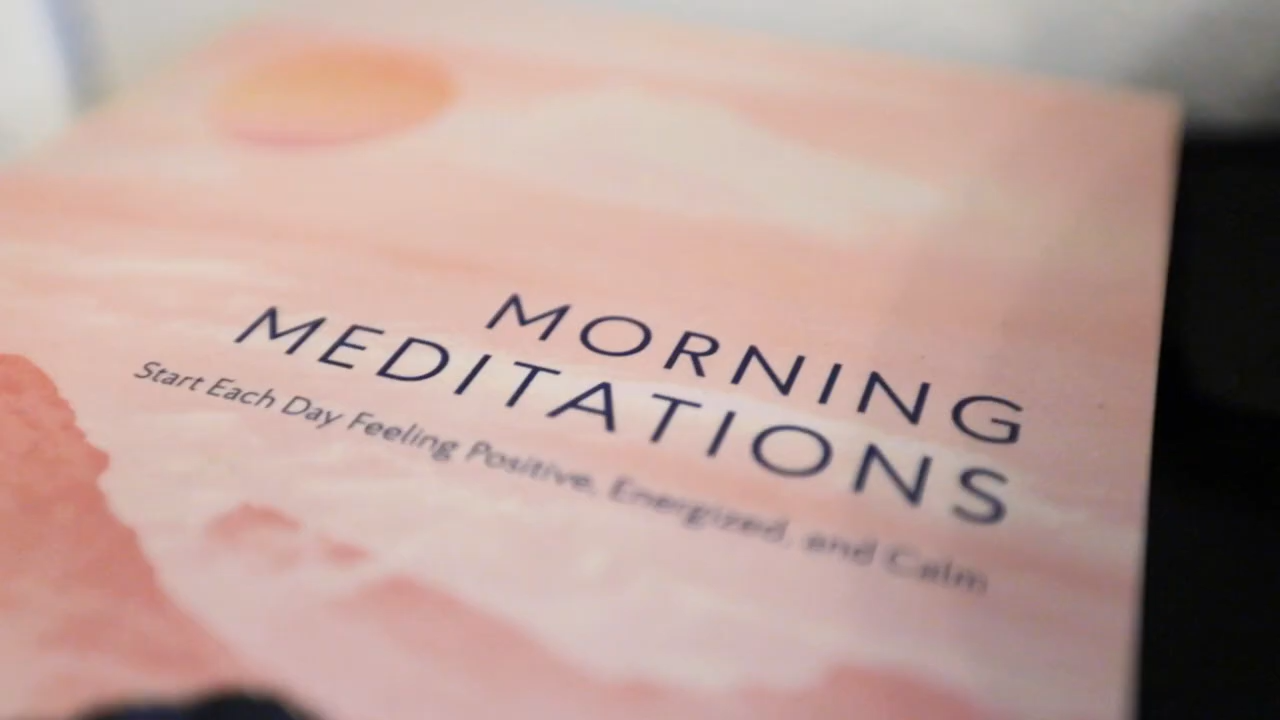 MORNING
MEDITATIONS
Start Each Day Feeling Positive, Energized, and Calm